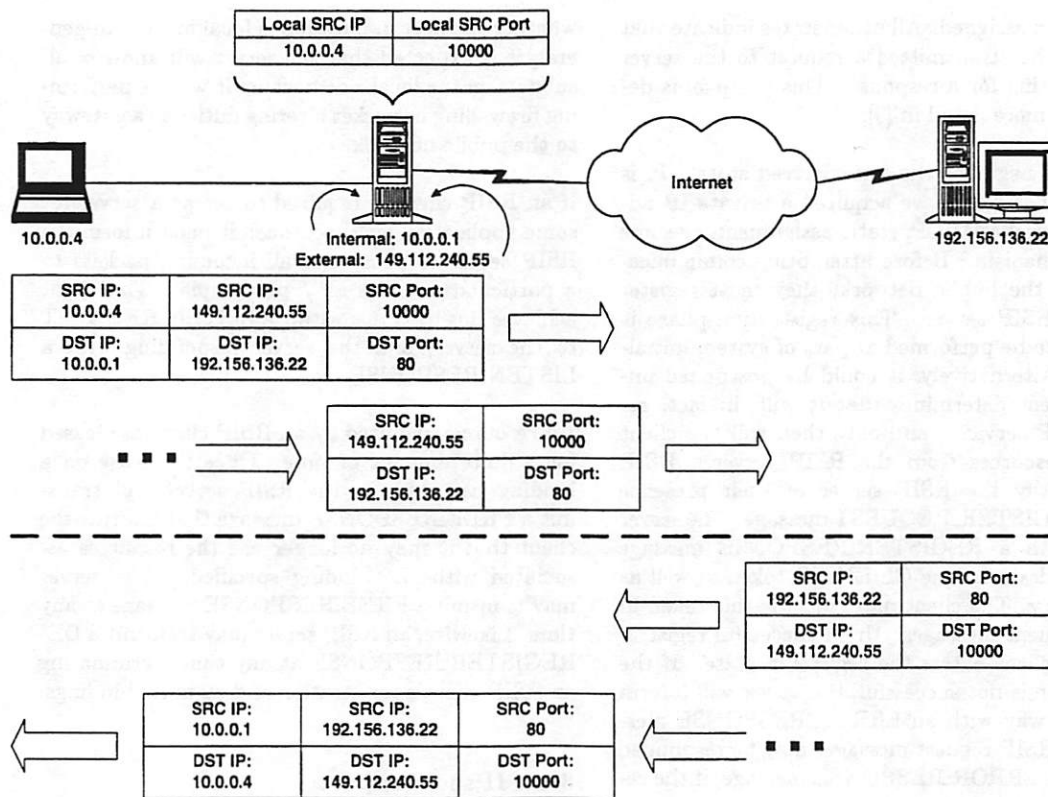 Local SRC IP Local SRC Port
10.0.0.4 10000
Internet
10.0.0.4
Internal: 10.0.0.1
External: 149.112.240.55
192.156.136.22
SRC IP: SRC IP: SRC Port:
10.0.0.4 149.112.240.55 10000
DST IP: DST IP: DST Port:
10.0.0.1 192.156.136.22 80
SRC IP: SRC Port:
149.112.240.55 10000
DST IP: DST Port:
192.156.136.22 80
SRC IP: SRC Port:
192.156.136.22 80
DST IP: DST Port:
149.112.240.55 10000
SRC IP: SRC IP: SRC Port:
10.0.0.1 192.156.136.22 80
DST IP: DST IP: DST Port:
10.0.0.4 149.112.240.55 10000